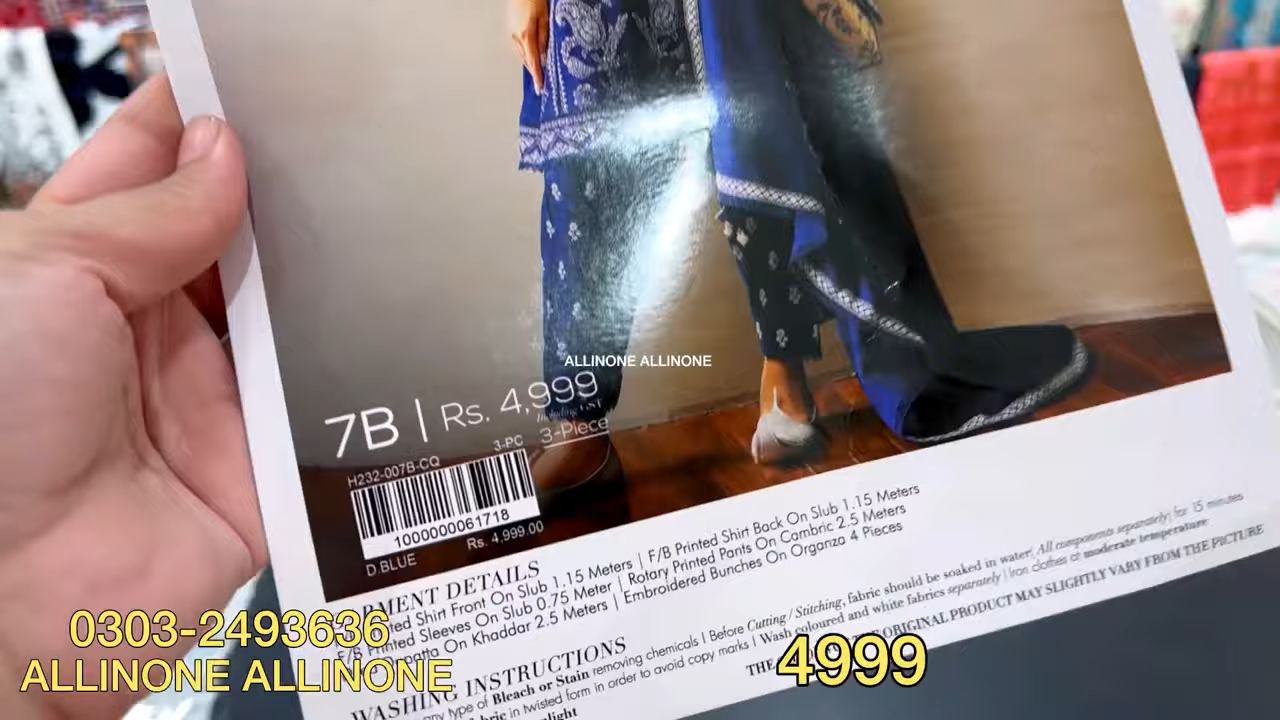 ALLINONE ALLINONE
7B | Rs. 4,999
Including GST
3-PC 3-Piece
H232-007B-CQ
100000061718
D.BLUE Rs. 4,999.00
MENT DETAILS
ted Shirt Front On Slub 1.15 Meters | F/B Printed Shirt Back On Slub 1.15 Meters
F/B Printed Sleeves On Slub 0.75 Meter | Rotary Printed Pants On Cambric 2.5 Meters
patta On Khaddar 2.5 Meters | Embroidered Bunches On Organza 4 Pieces
WASHING INSTRUCTIONS
any type of Bleach or Stain removing chemicals | Before Cutting / Stitching, fabric should be soaked in water| All components separately| for 15 minutes
in twisted form in order to avoid copy marks | Wash coloured and white fabrics separately | Iron clothes at moderate temperature
THE ORIGINAL PRODUCT MAY SLIGHTLY VARY FROM THE PICTURE
0303-2493636
ALLINONE ALLINONE
4999